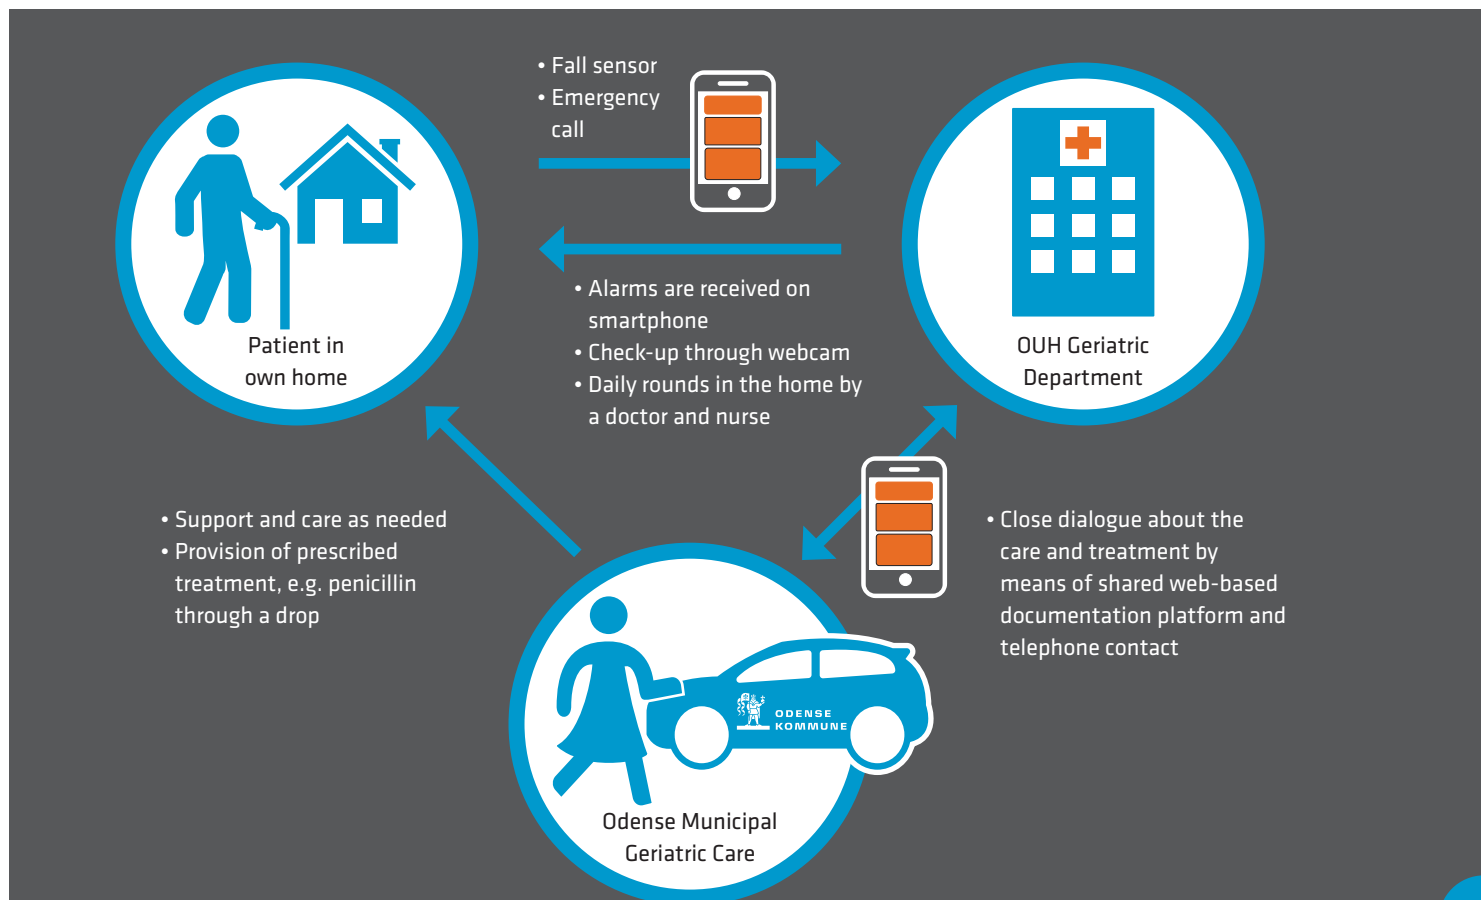 • Fall sensor
• Emergency
call
Patient in
own home
• Alarms are received on
smartphone
• Check-up through webcam
• Daily rounds in the home by
a doctor and nurse
OUH Geriatric
Department
• Support and care as needed
• Provision of prescribed
treatment, e.g. penicillin
through a drop
• Close dialogue about the
care and treatment by
means of shared web-based
documentation platform and
telephone contact
ODENSE
KOMMUNE
Odense Municipal
Geriatric Care